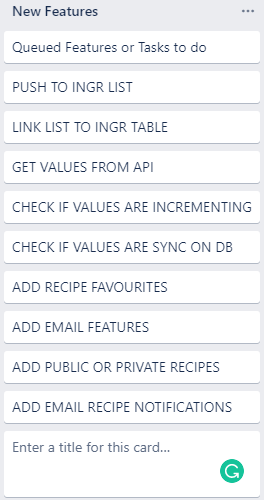 New Features
Queued Features or Tasks to do
PUSH TO INGR LIST
LINK LIST TO INGR TABLE
GET VALUES FROM API
CHECK IF VALUES ARE INCREMENTING
CHECK IF VALUES ARE SYNC ON DB
ADD RECIPE FAVOURITES
ADD EMAIL FEATURES
ADD PUBLIC OR PRIVATE RECIPES
ADD EMAIL RECIPE NOTIFICATIONS
Enter a title for this card...